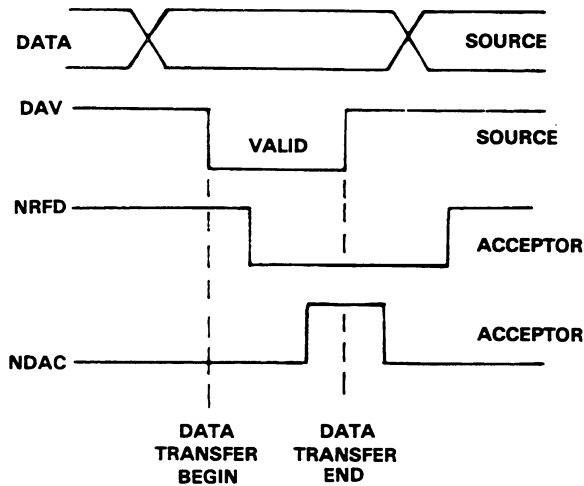 DATA
SOURCE
DAV
VALID
SOURCE
NRFD
ACCEPTOR
NDAC
ACCEPTOR
DATA
TRANSFER
BEGIN
DATA
TRANSFER
END